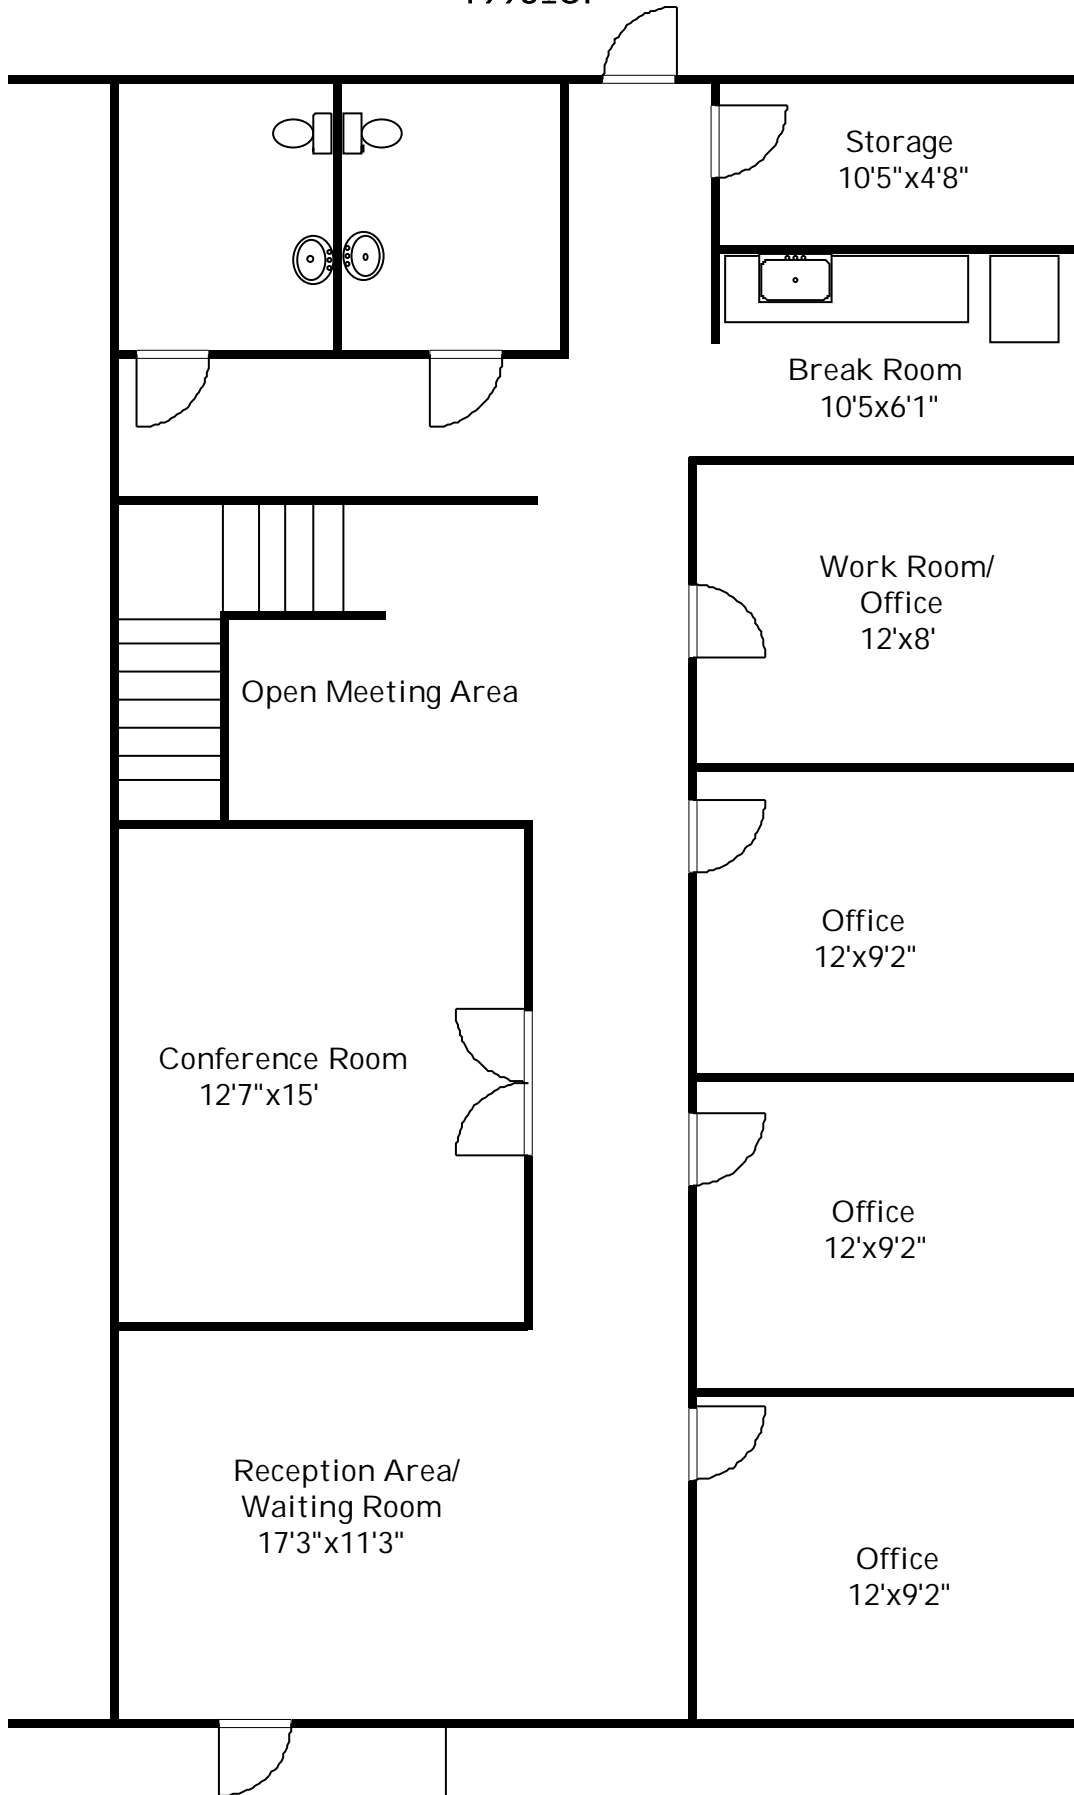 Storage
10'5"x4'8"
Break Room
10'5x6'1"
Work Room/
Office
12'x8'
Open Meeting Area
Office
12'x9'2"
Conference Room
12'7"x15'
Office
12'x9'2"
Reception Area/
Waiting Room
17'3"x11'3"
Office
12'x9'2"